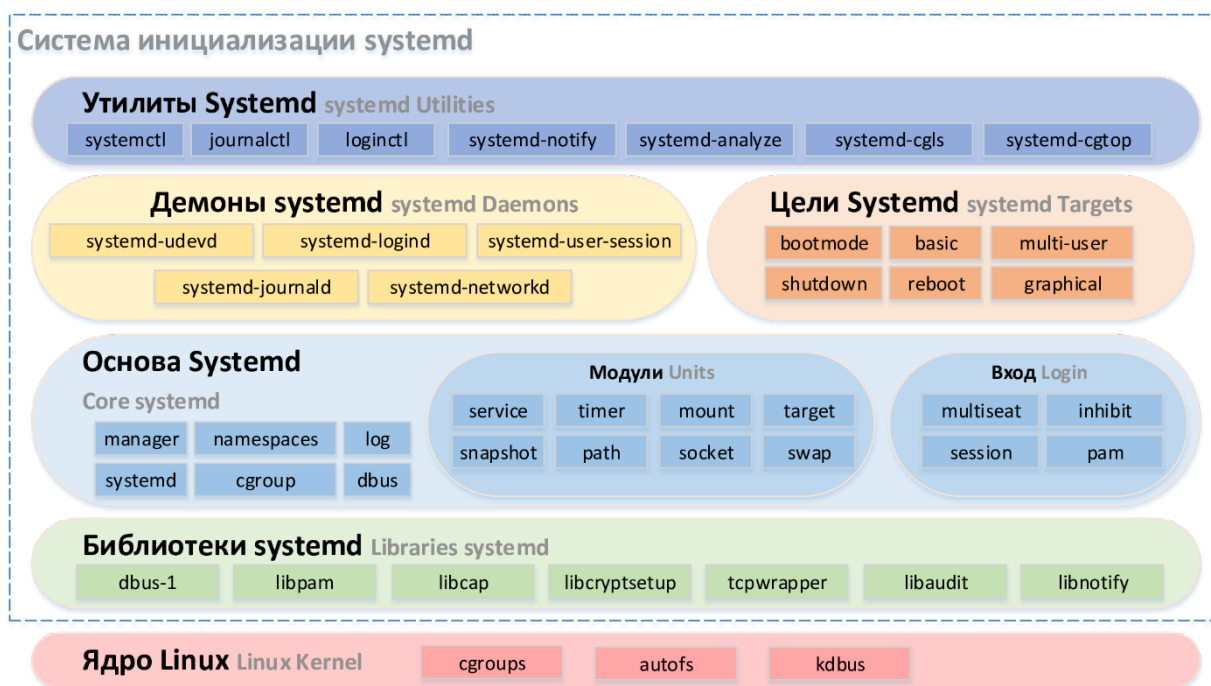 Система инициализации systemd
Утилиты Systemd systemd Utilities
systemctl journalctl loginctl systemd-notify systemd-analyze systemd-cgls systemd-cgtop
Демоны systemd systemd Daemons
systemd-udevd systemd-logind systemd-user-session
systemd-journald systemd-networkd
Цели Systemd systemd Targets
bootmode basic multi-user
shutdown reboot graphical
Основа Systemd
Core systemd
manager namespaces log
systemd cgroup dbus
Модули Units
service timer mount target
snapshot path socket swap
Вход Login
multiseat inhibit
session pam
Библиотеки systemd Libraries systemd
dbus-1 libpam libcap libcryptsetup tcpwrapper libaudit libnotify
Ядро Linux Linux Kernel
cgroups autofs kdbus